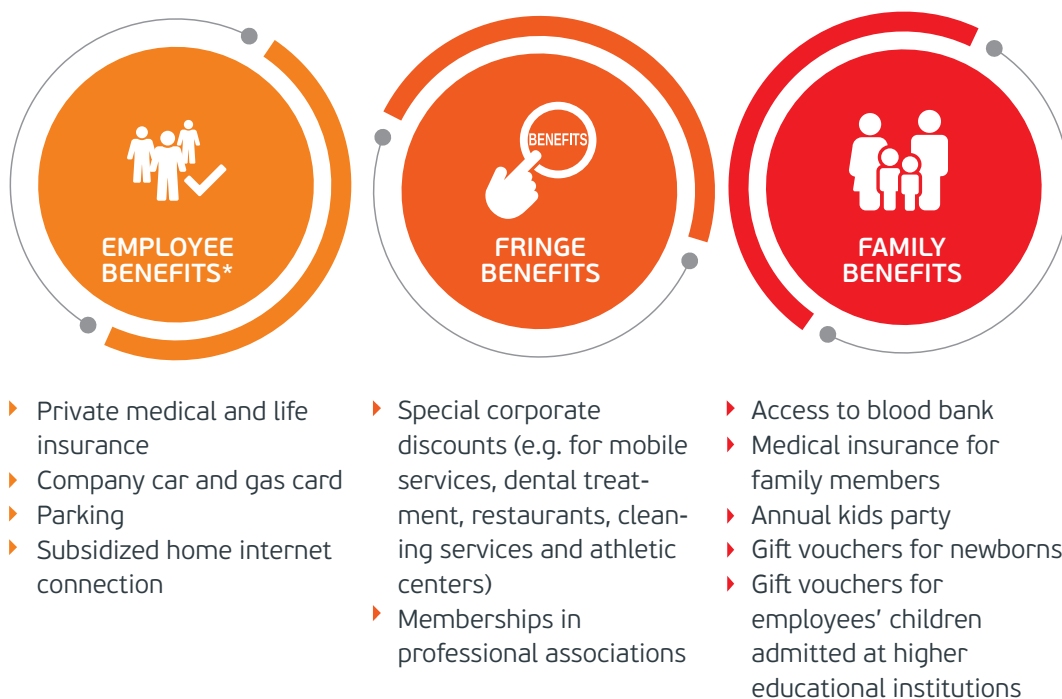 EMPLOYEE
BENEFITS*
Private medical and life
insurance
Company car and gas card
Parking
Subsidized home internet
connection
BENEFITS
FRINGE
BENEFITS
Special corporate
discounts (e.g. for mobile
services, dental treat-
ment, restaurants, clean-
ing services and athletic
centers)
Memberships in
professional associations
FAMILY
BENEFITS
Access to blood bank
Medical insurance for
family members
Annual kids party
Gift vouchers for newborns
Gift vouchers for
employees’ children
admitted at higher
educational institutions